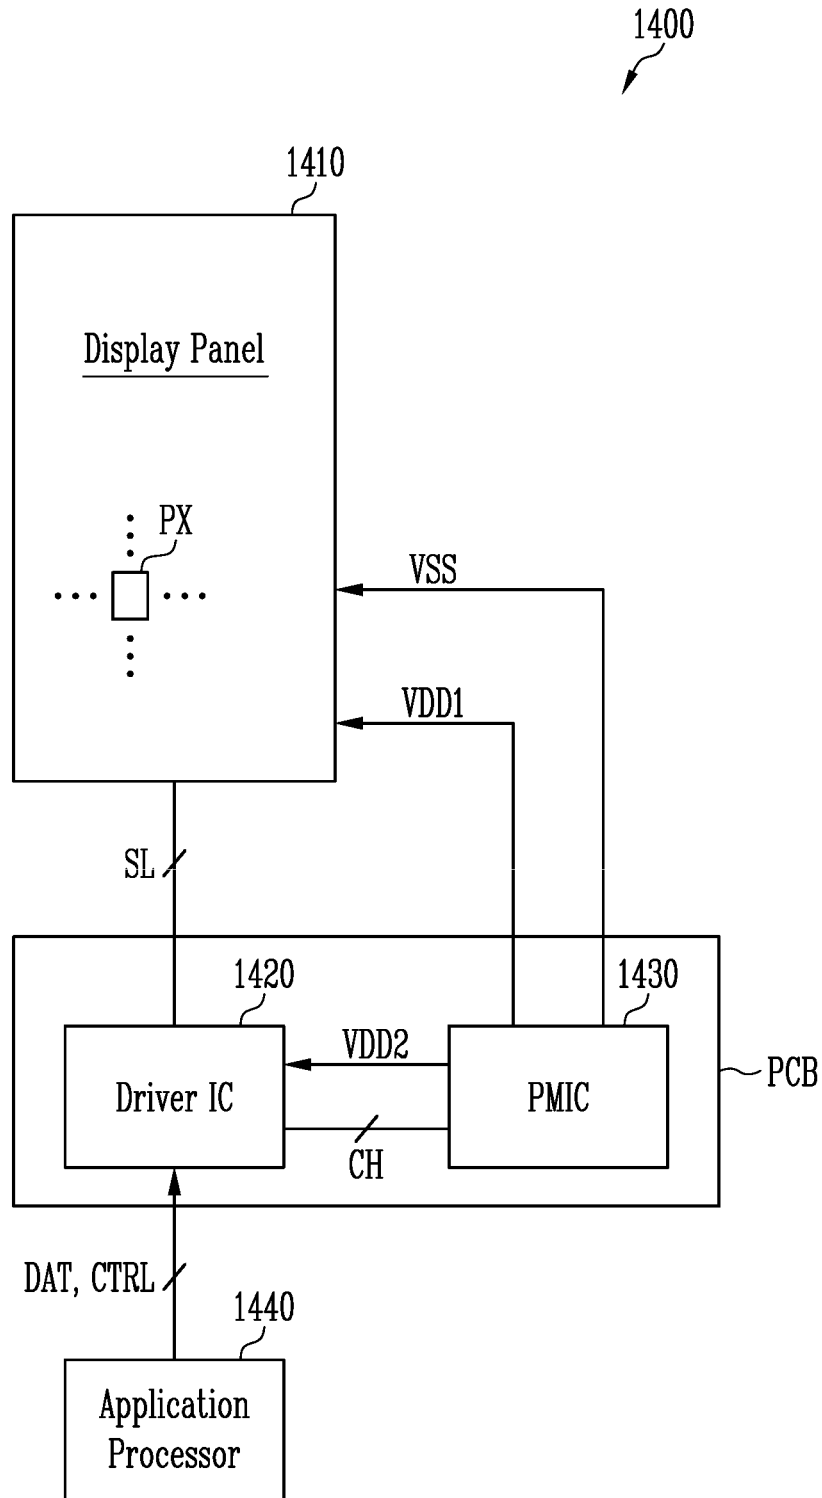 1400
1410
Display Panel
PX
VSS
VDD1
SL
1420
1430
VDD2
Driver IC
PMIC
PCB
CH
DAT, CTRL
1440
Application
Processor